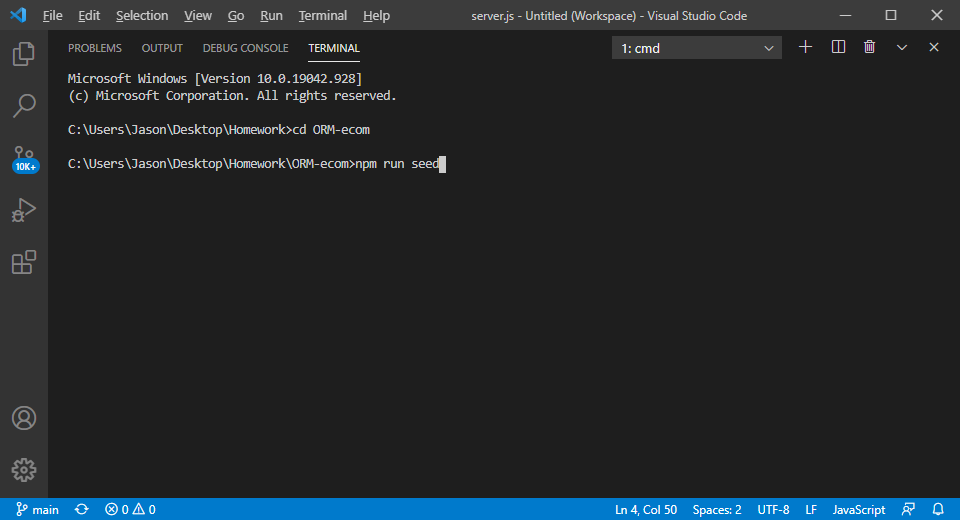 File Edit Selection View Go Run Terminal Help server.js - Untitled (Workspace) - Visual Studio Code
PROBLEMS OUTPUT DEBUG CONSOLE TERMINAL 1: cmd
Microsoft Windows [Version 10.0.19042.928]
(c) Microsoft Corporation. All rights reserved.
C:\Users\Jason\Desktop\Homework>cd ORM-ecom
C:\Users\Jason\Desktop\Homework\ORM-ecom>npm run seed
10K+
main 0 0 Ln 4, Col 50 Spaces: 2 UTF-8 LF JavaScript